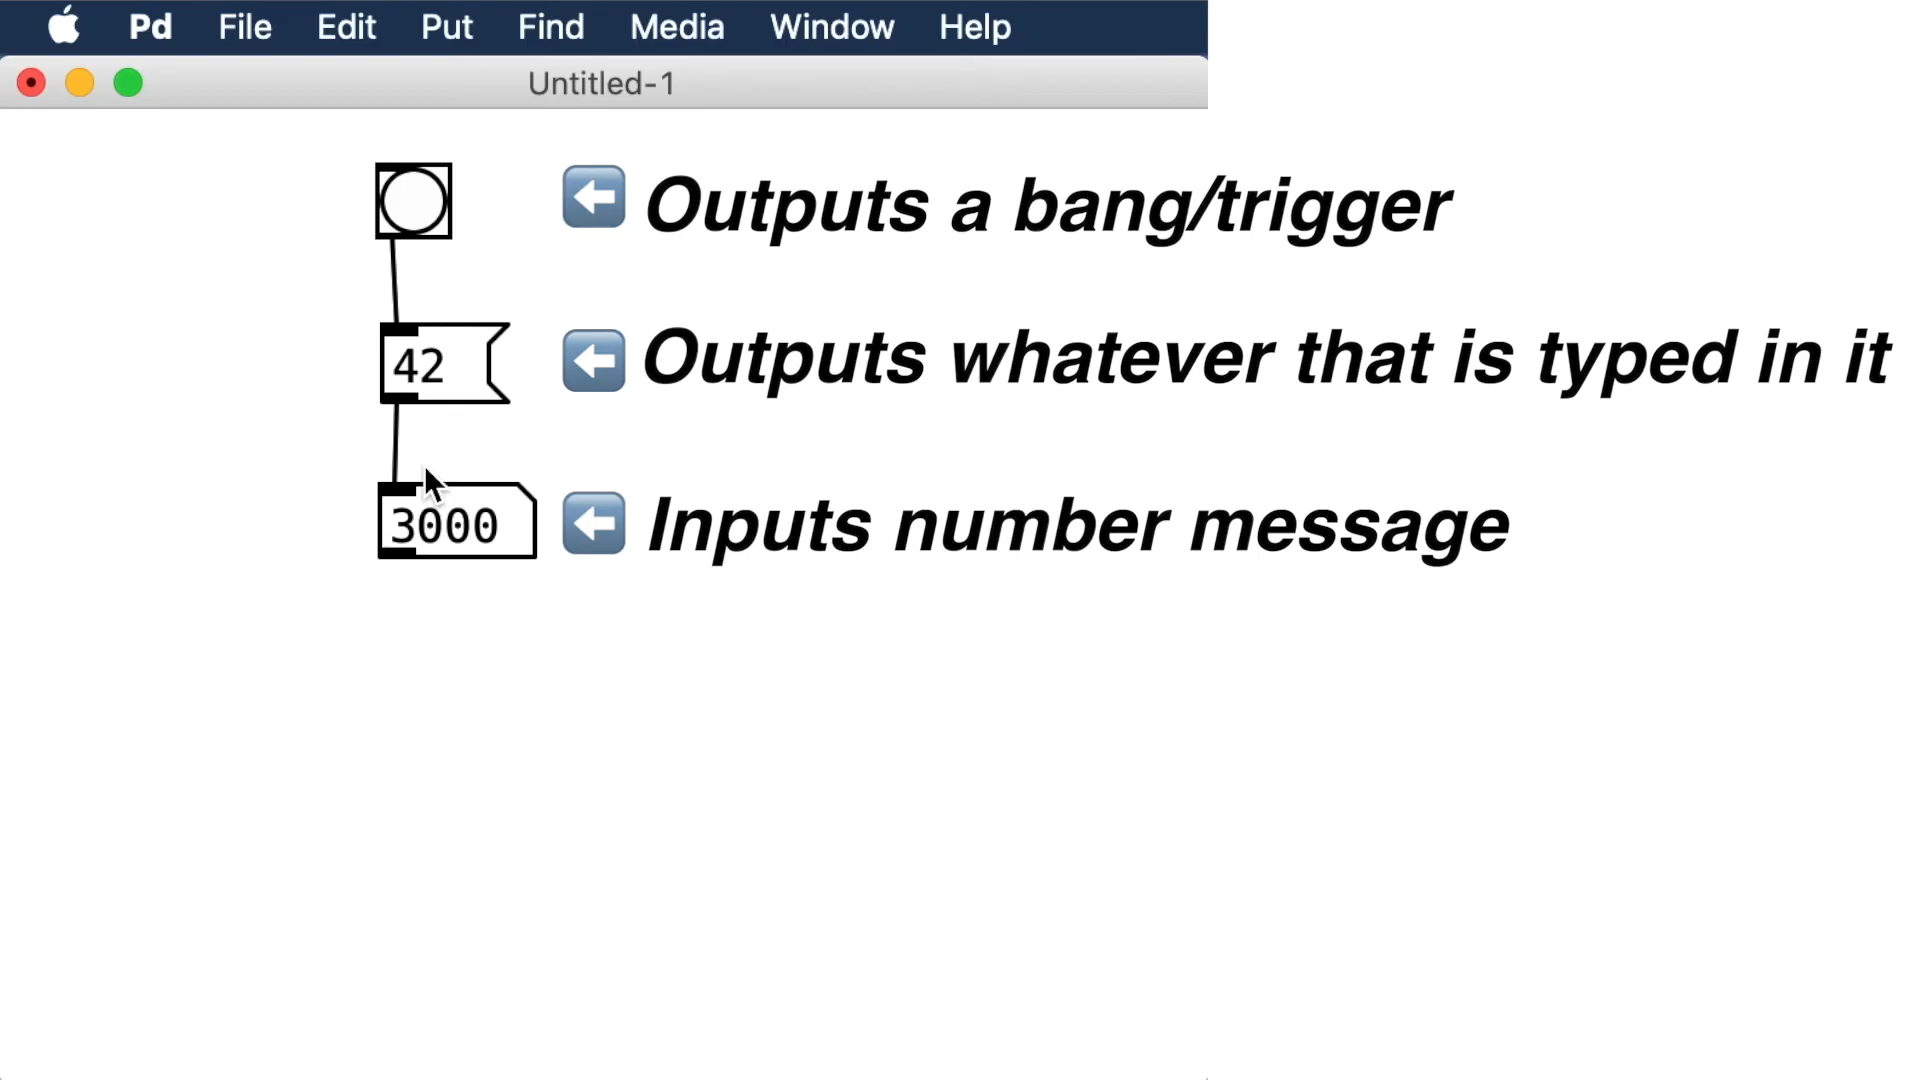 Pd File Edit Put Find Media Window Help
Untitled-1
Outputs a bang/trigger
42
Outputs whatever that is typed in it
3000
Inputs number message